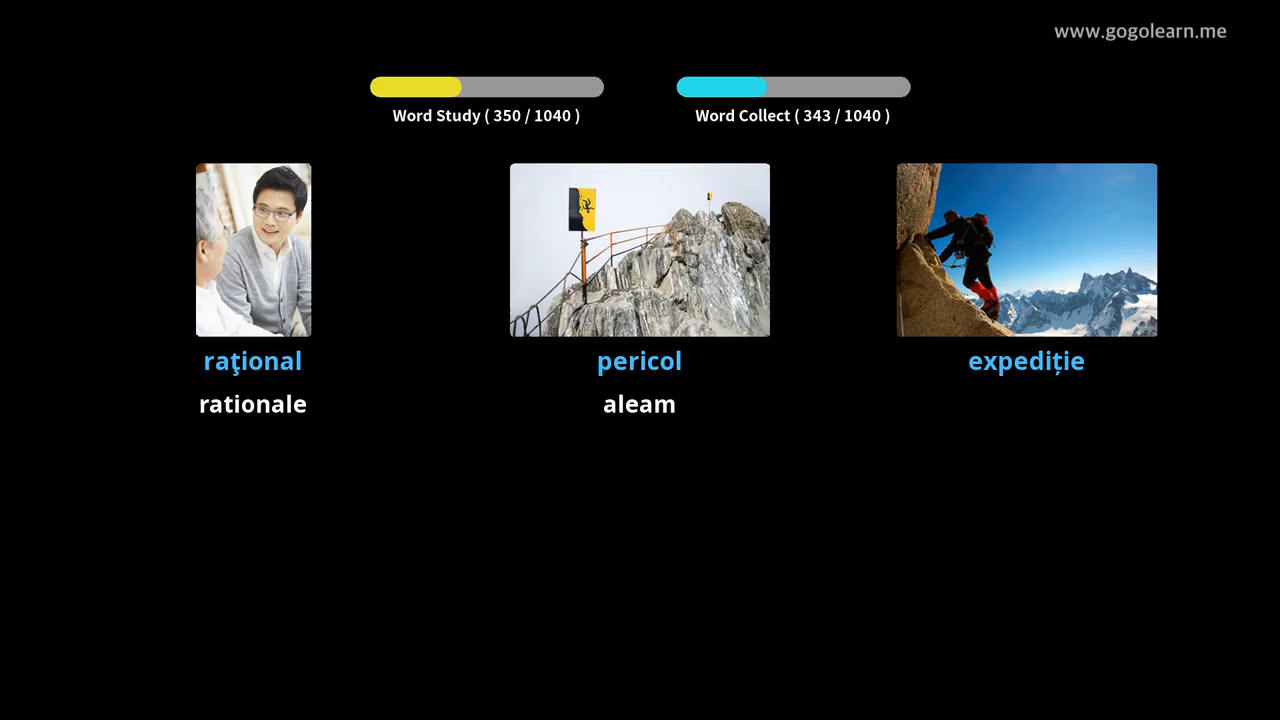 www.gogolearn.me
Word Study ( 350 / 1040 )
Word Collect ( 343 / 1040 )
raţional
pericol
expediție
rationale
aleam